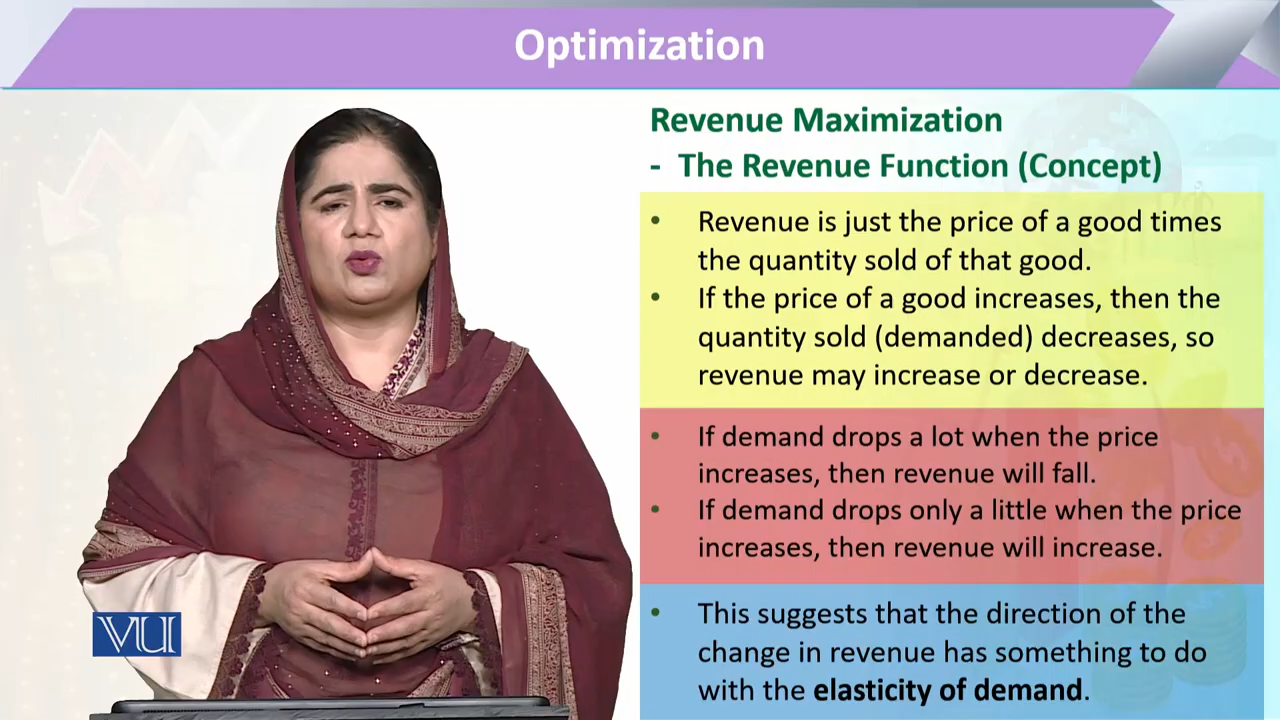 Optimization
Revenue Maximization
- The Revenue Function (Concept)
• Revenue is just the price of a good times
the quantity sold of that good.
• If the price of a good increases, then the
quantity sold (demanded) decreases, so
revenue may increase or decrease.
• If demand drops a lot when the price
increases, then revenue will fall.
• If demand drops only a little when the price
increases, then revenue will increase.
• This suggests that the direction of the
change in revenue has something to do
with the elasticity of demand.
VU